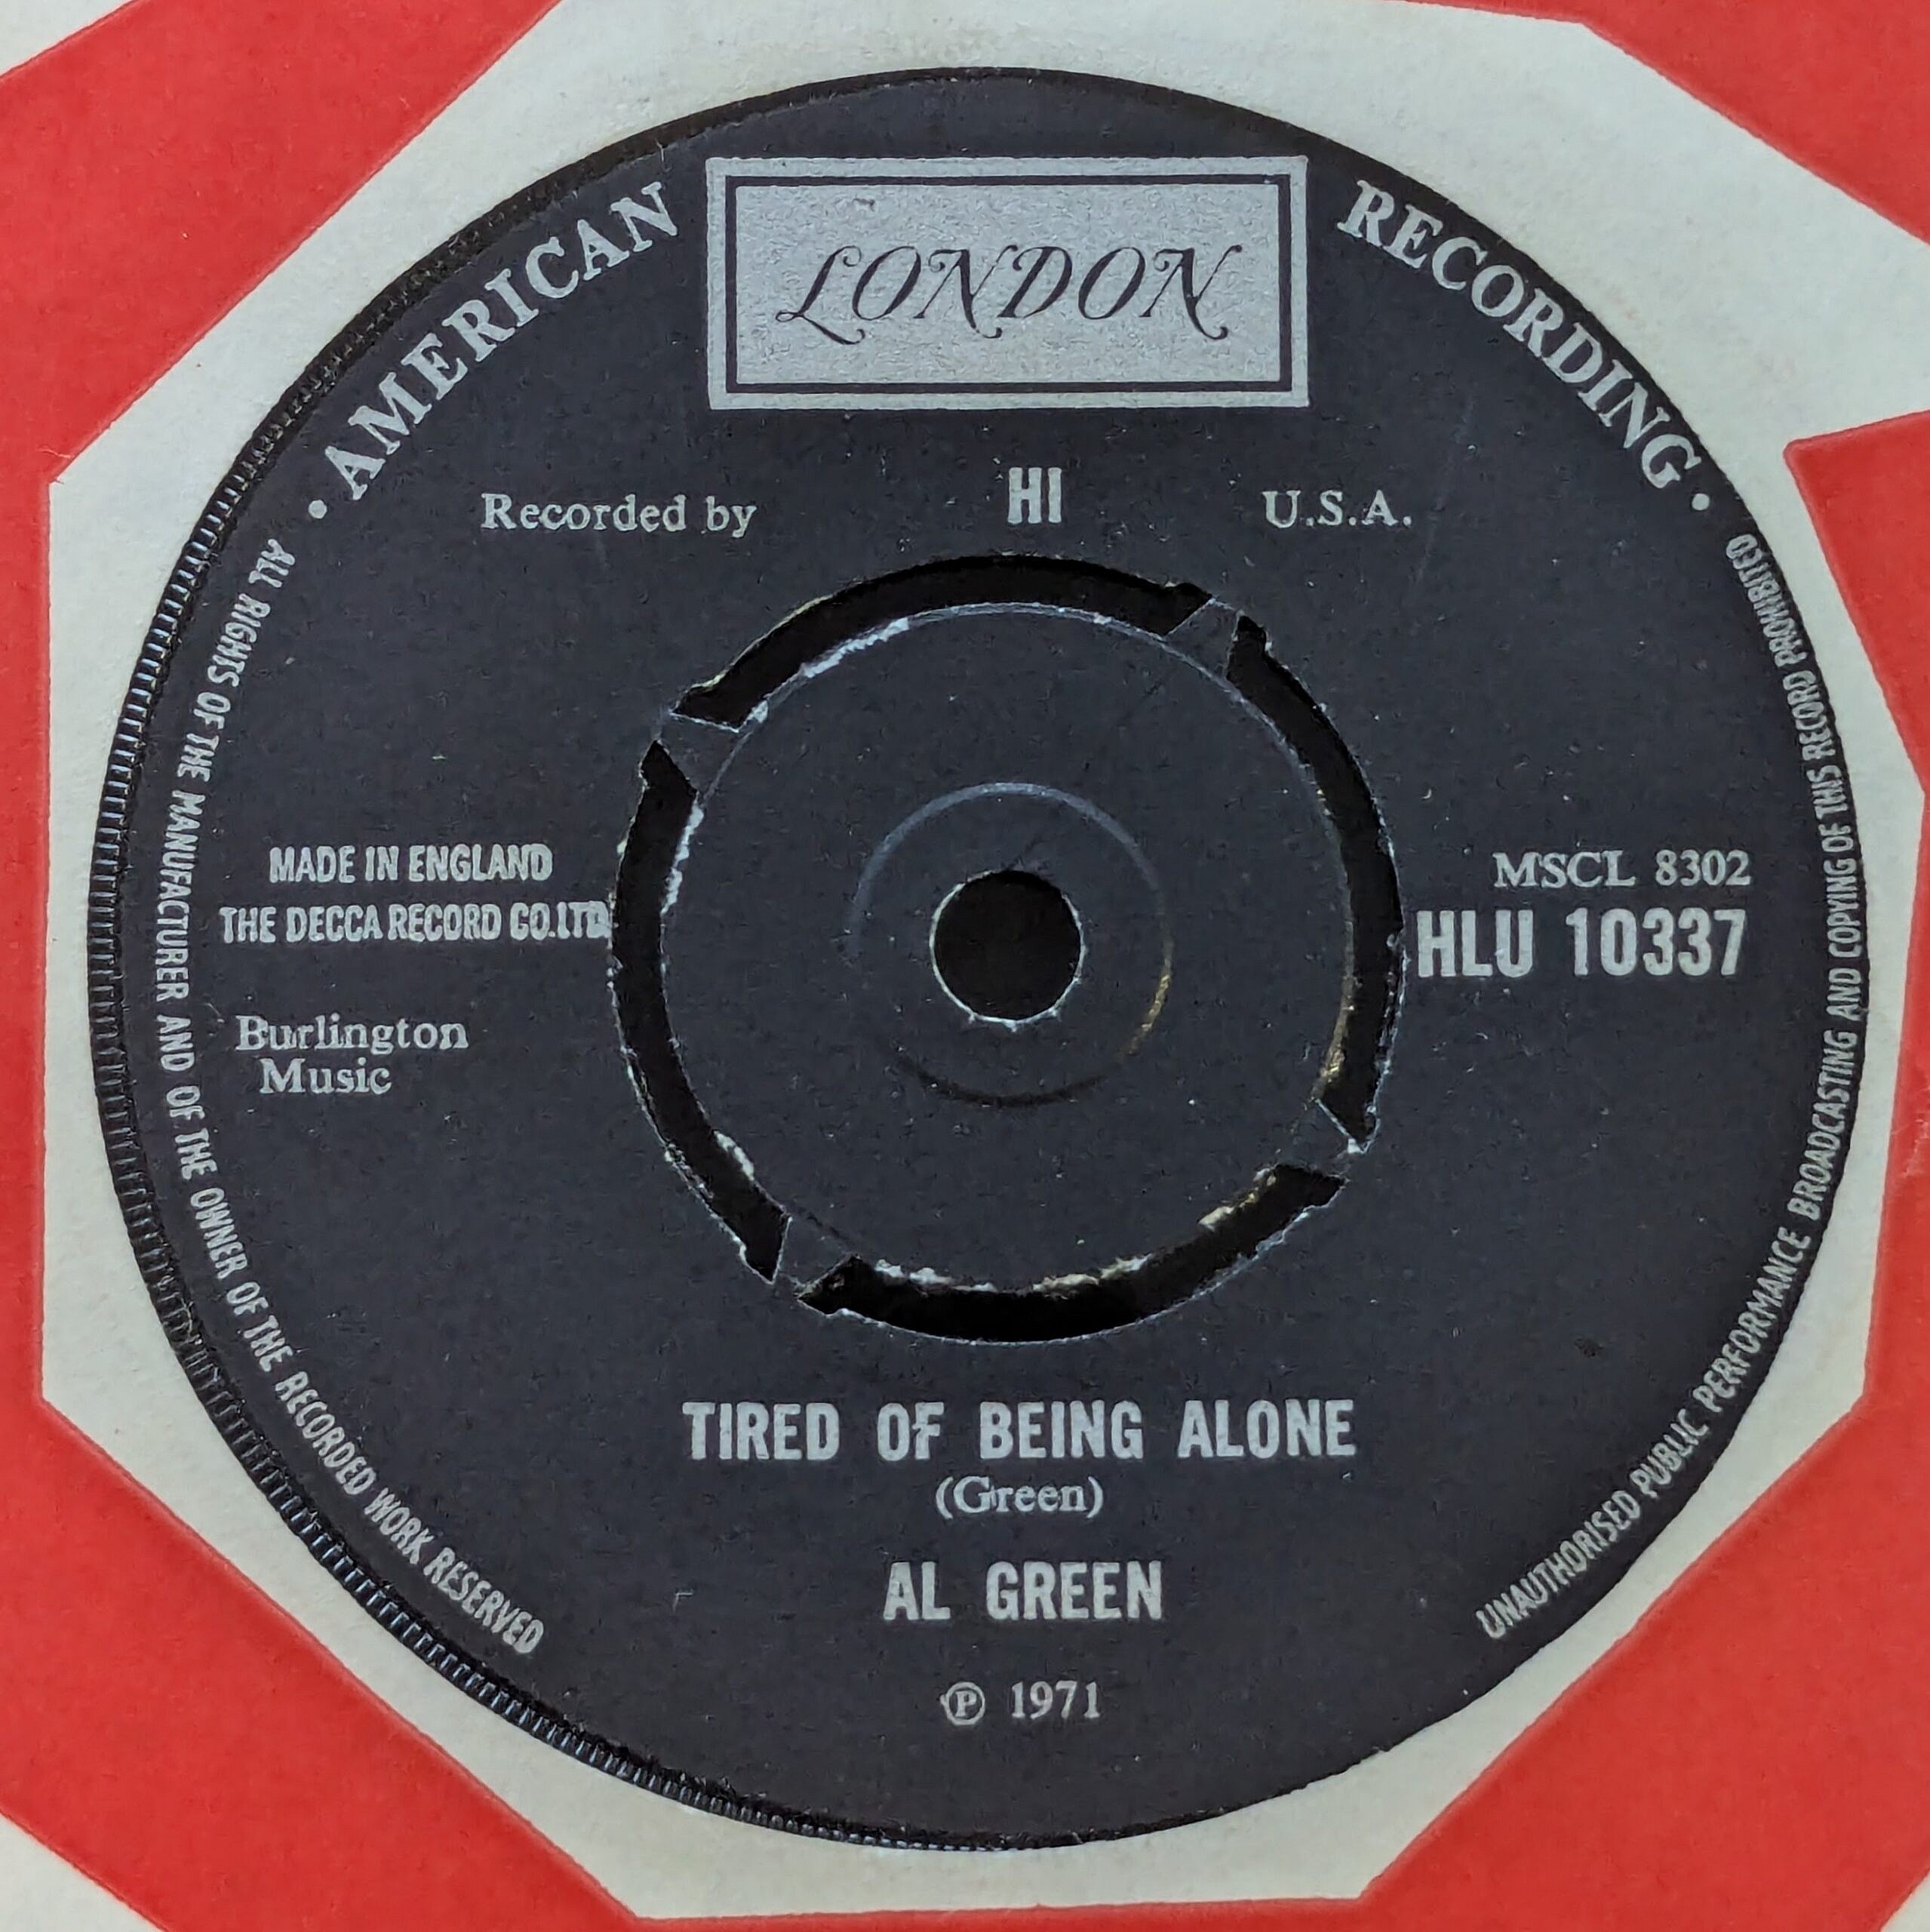 LONDON
• AMERICAN RECORDING •
Recorded by HI U.S.A.
MADE IN ENGLAND
THE DECCA RECORD CO.LTD.
Burlington
Music
MSCL 8302
HLU 10337
TIRED OF BEING ALONE
(Green)
AL GREEN
℗ 1971
ALL RIGHTS OF THE MANUFACTURER AND OF THE OWNER OF THE RECORDED WORK RESERVED
UNAUTHORISED PUBLIC PERFORMANCE BROADCASTING AND COPYING OF THIS RECORD PROHIBITED